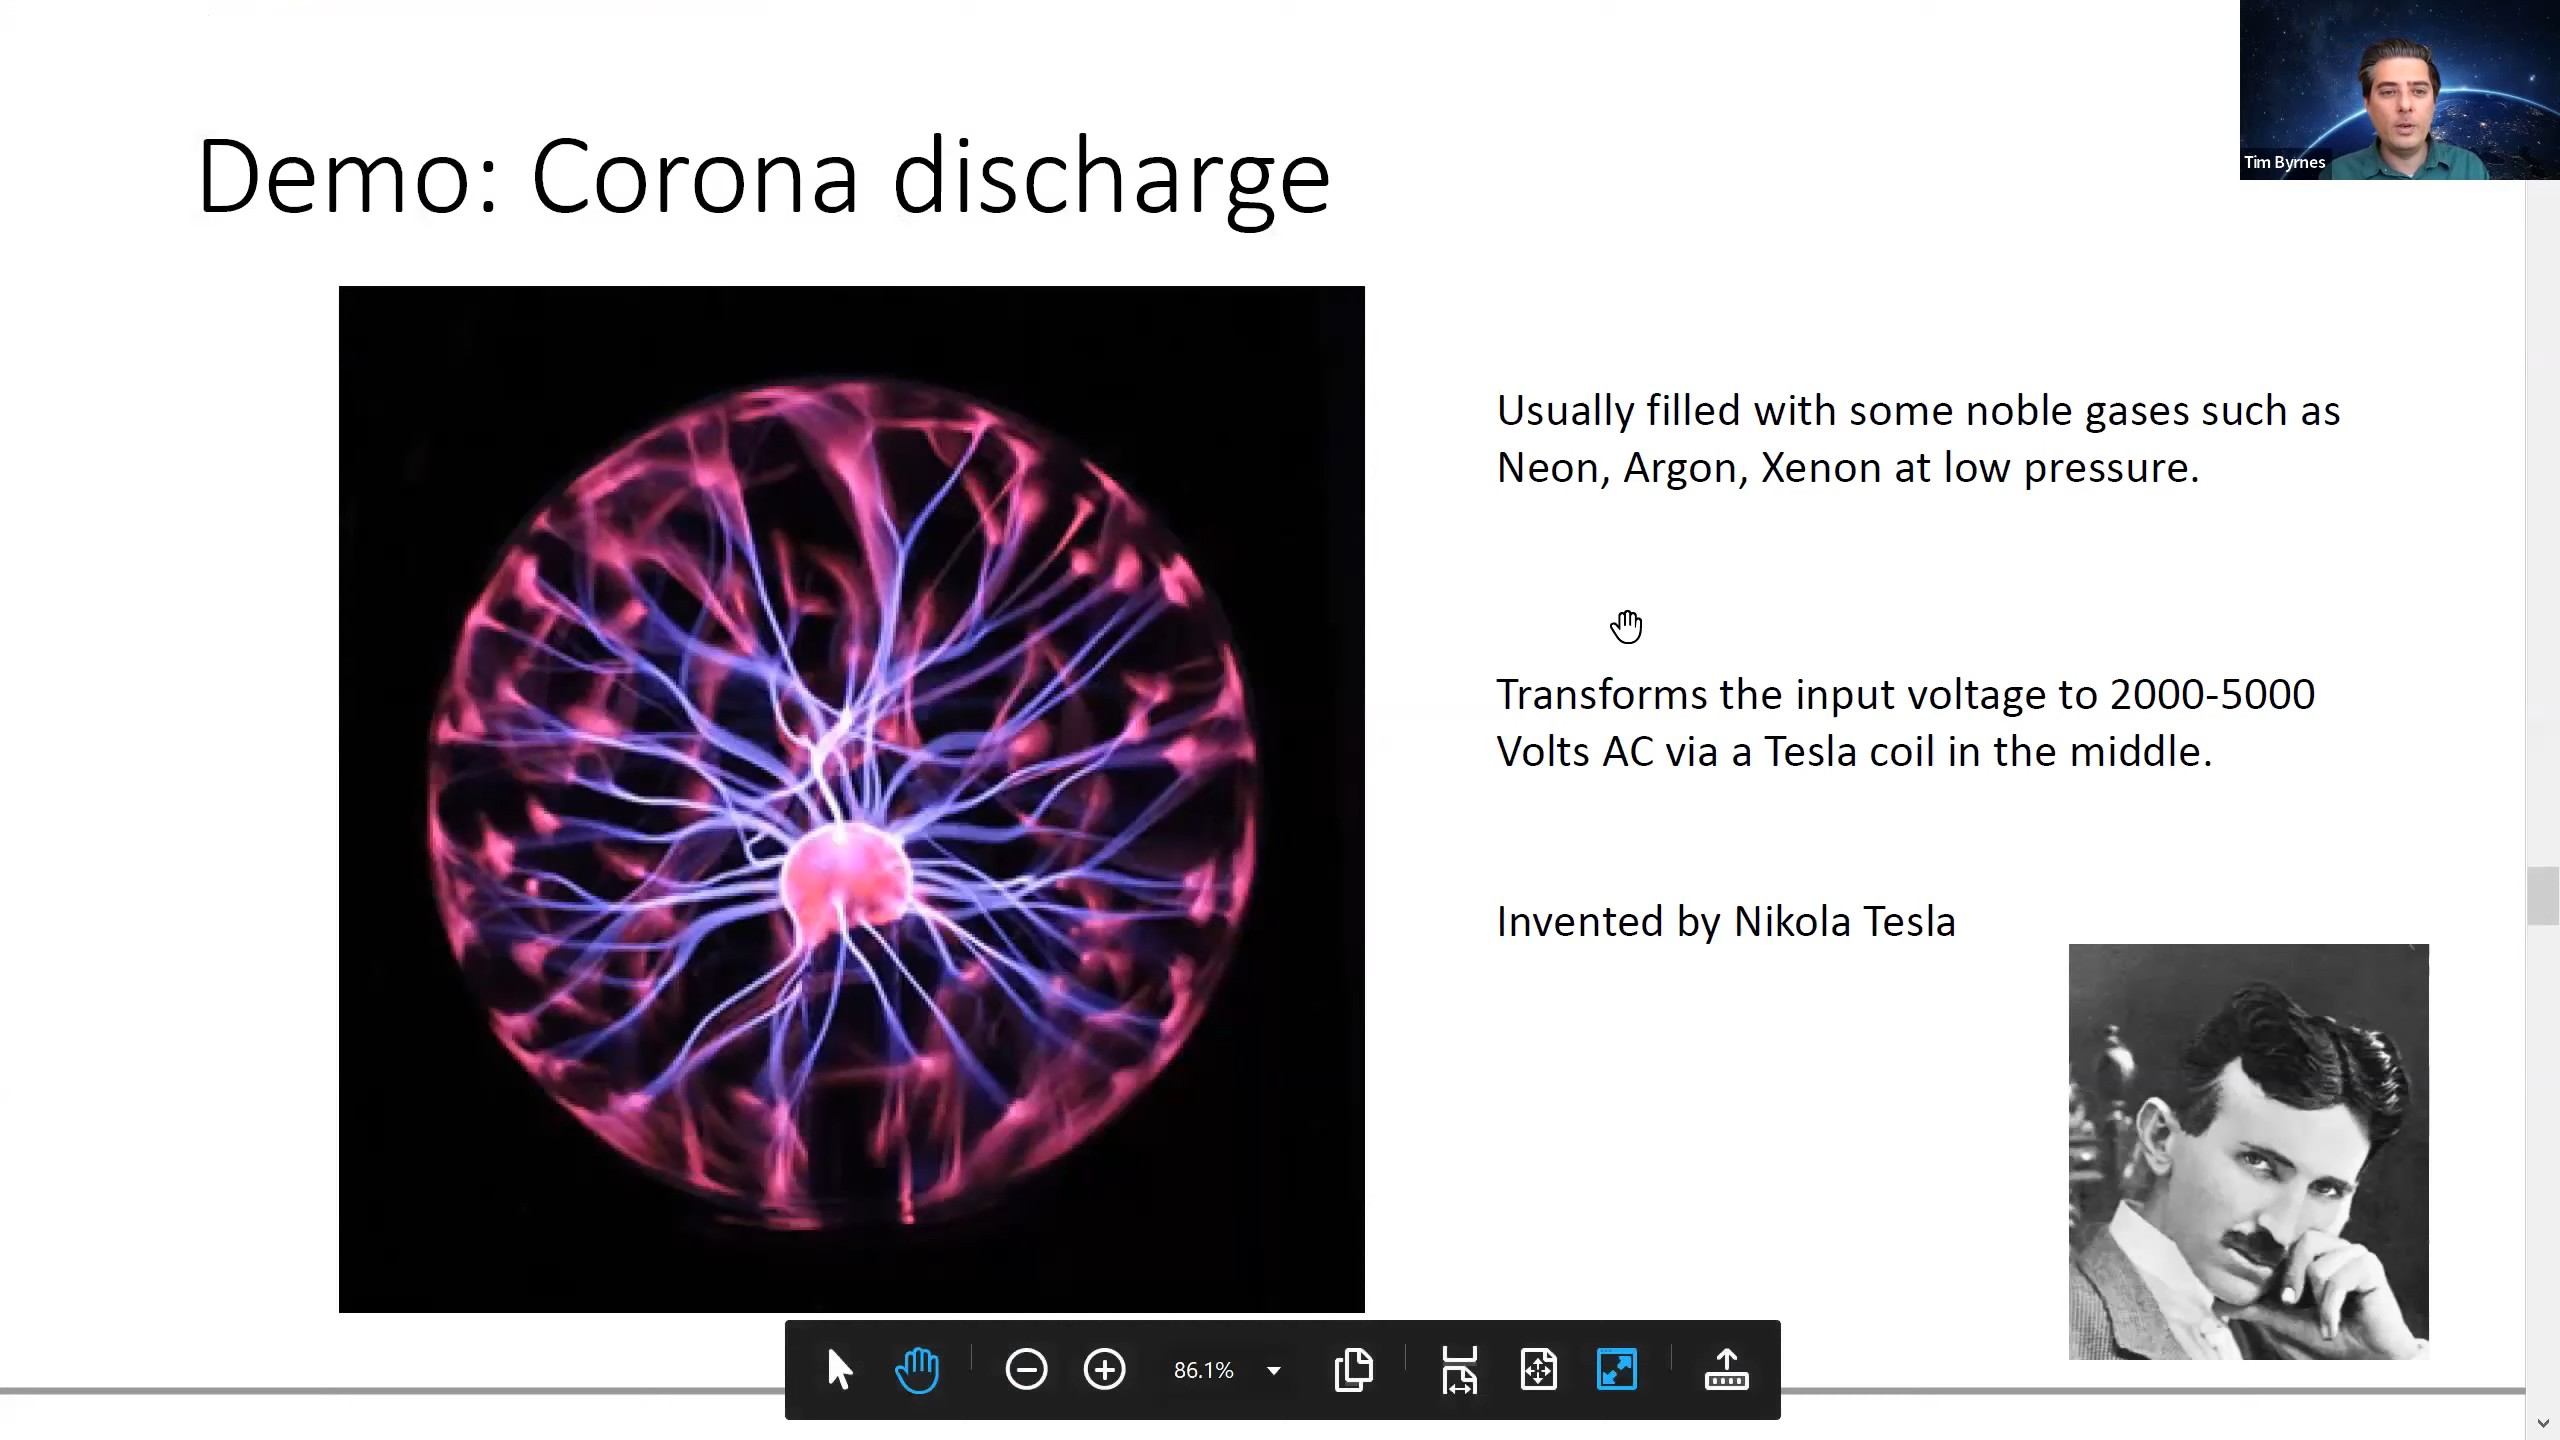 Tim Byrnes
Demo: Corona discharge
Usually filled with some noble gases such as
Neon, Argon, Xenon at low pressure.
Transforms the input voltage to 2000-5000
Volts AC via a Tesla coil in the middle.
Invented by Nikola Tesla
86.1%